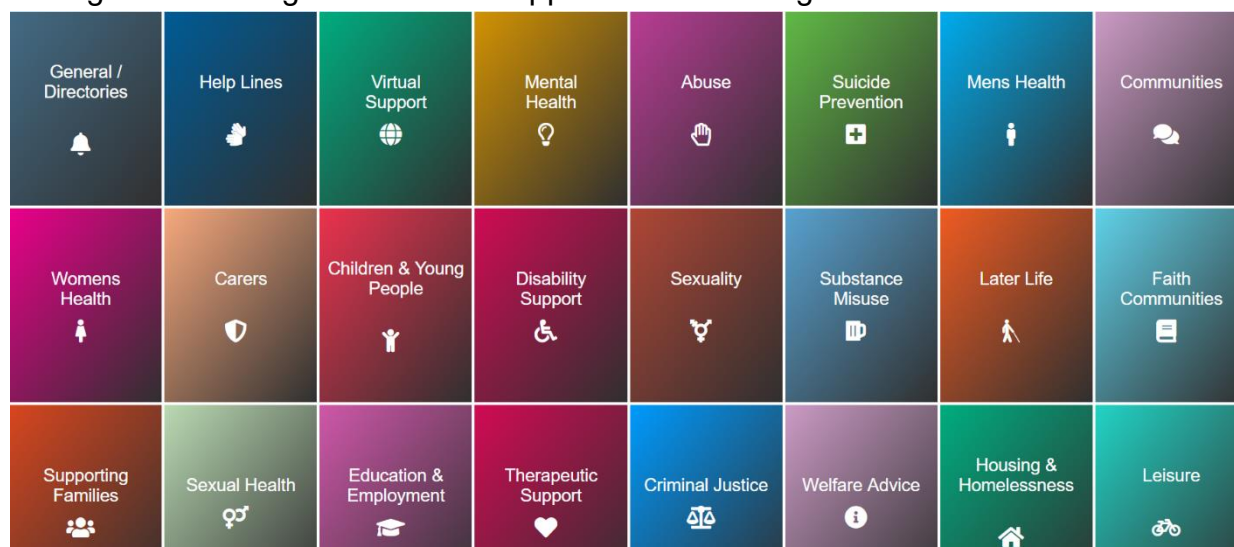 General /
Directories
Help Lines
Virtual
Support
Mental
Health
Abuse
Suicide
Prevention
Mens Health
Communities
Womens
Health
Carers
Children & Young
People
Disability
Support
Sexuality
Substance
Misuse
Later Life
Faith
Communities
Supporting
Families
Sexual Health
Education &
Employment
Therapeutic
Support
Criminal Justice
Welfare Advice
Housing &
Homelessness
Leisure